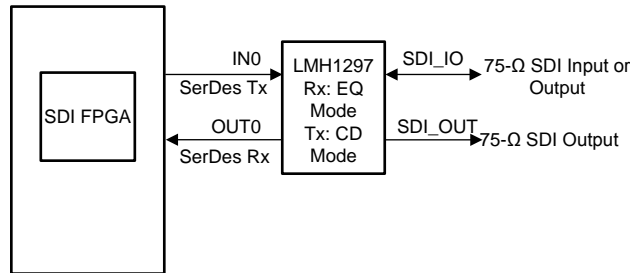 SDI FPGA
IN0
SerDes Tx
OUT0
SerDes Rx
LMH1297
Rx: EQ
Mode
Tx: CD
Mode
SDI_IO
75-Ω SDI Input or
Output
SDI_OUT
75-Ω SDI Output